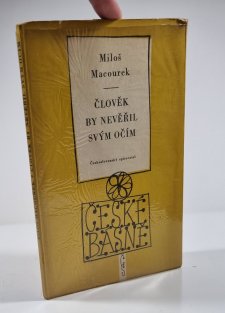 Miloš
Macourek
ČLOVĚK
BY NEVĚŘIL
SVÝM OČÍM
Československý spisovatel
ČESKÉ
BÁSNĚ